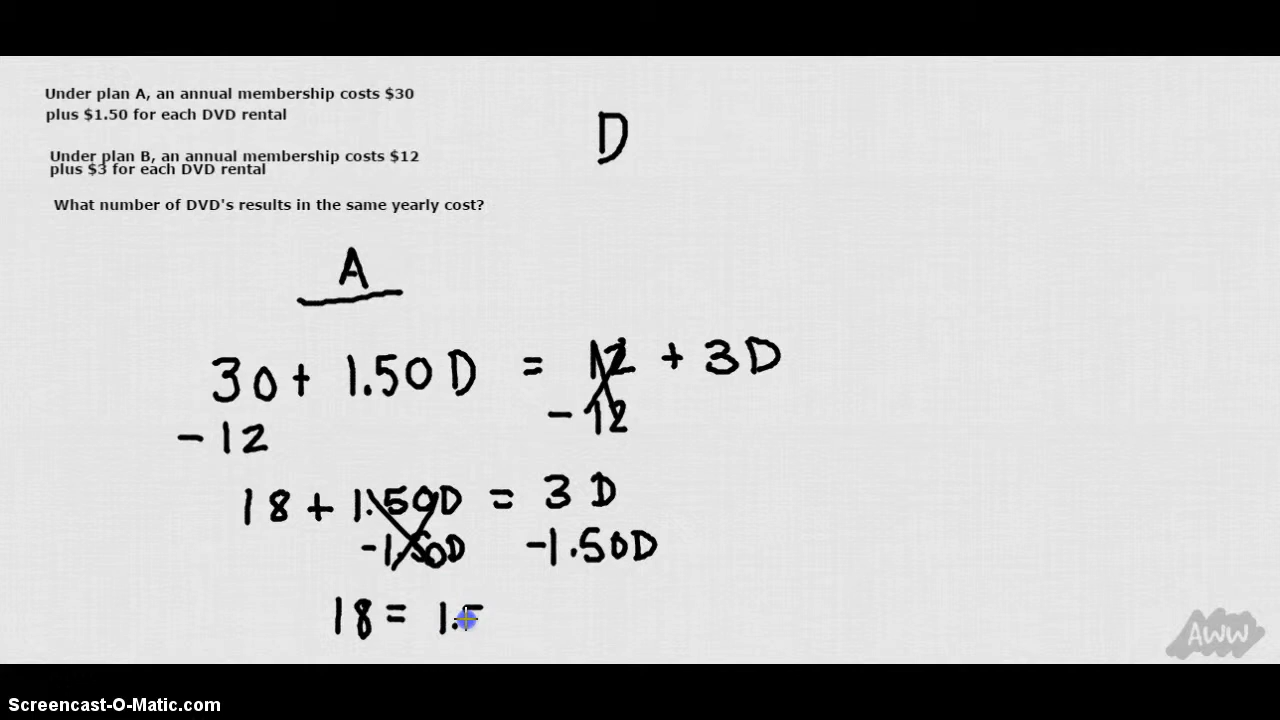 Under plan A, an annual membership costs $30
plus $1.50 for each DVD rental
D
Under plan B, an annual membership costs $12
plus $3 for each DVD rental
What number of DVD's results in the same yearly cost?
A
30 + 1.50 D = 12 + 3D
- 12 - 12
18 + 1.50D = 3 D
-1.50D -1.50D
18 = 1.5
AWW
Screencast-O-Matic.com